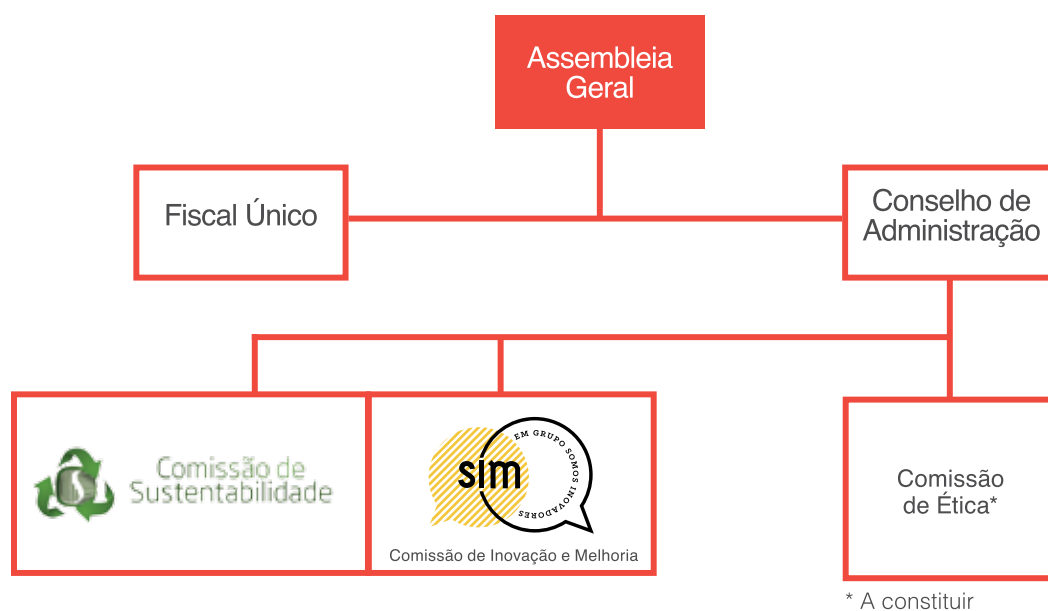 Assembleia
Geral
Fiscal Único
Conselho de
Administração
Comissão de
Sustentabilidade
sim
EM GRUPO SOMOS INOVADORES
Comissão de Inovação e Melhoria
Comissão
de Ética*
* A constituir